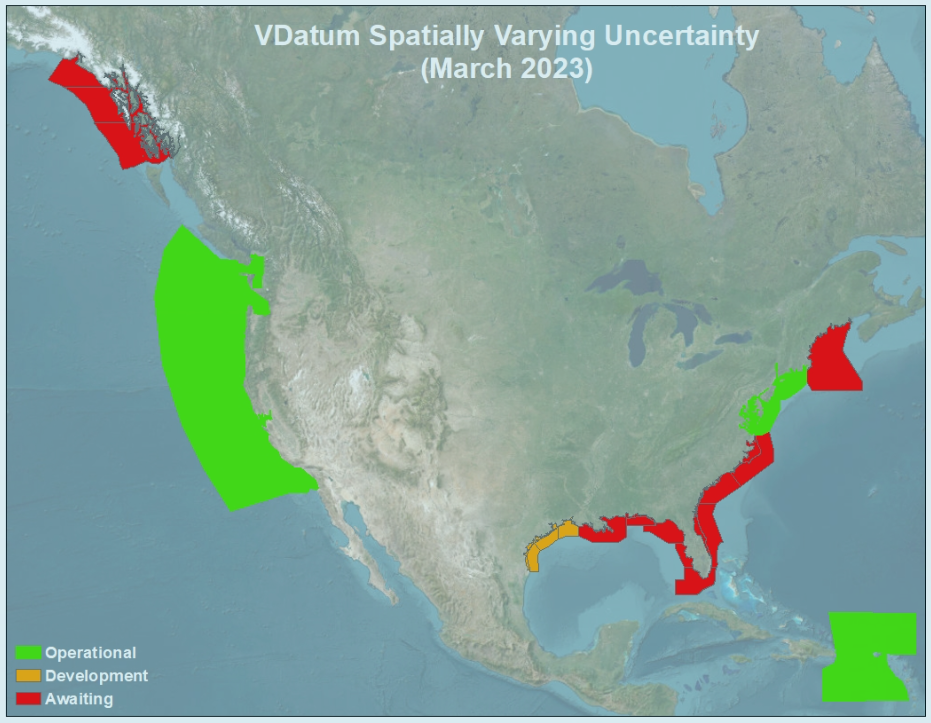 VDatum Spatially Varying Uncertainty
(March 2023)
Operational
Development
Awaiting